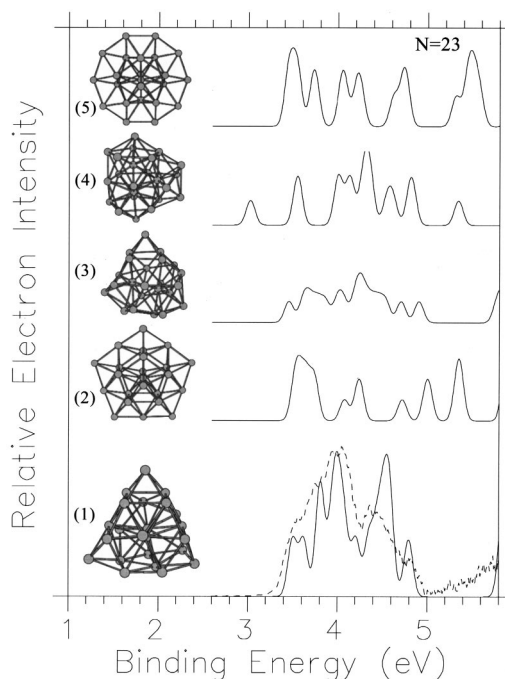 N=23
(5)
(4)
(3)
(2)
(1)
Relative Electron Intensity
1 2 3 4 5
Binding Energy (eV)